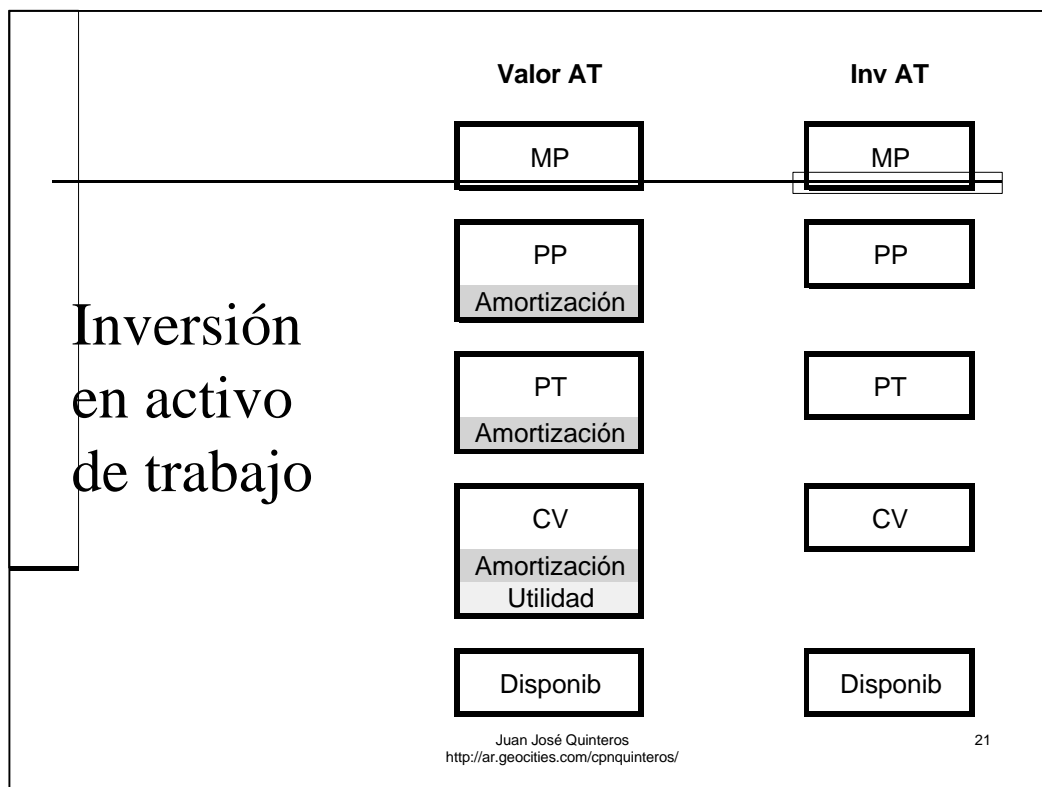 Valor AT
Inv AT
MP
MP
PP
Amortización
PP
Inversión
en activo
de trabajo
PT
Amortización
PT
CV
Amortización
Utilidad
CV
Disponib
Disponib
Juan José Quinteros
http://ar.geocities.com/cpnquinteros/
21